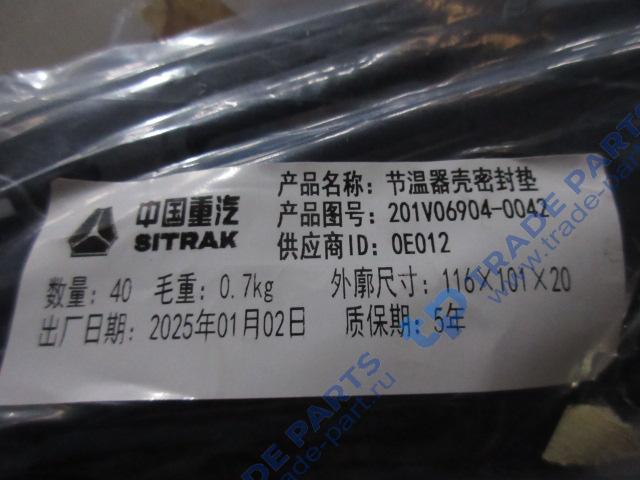 中国重汽
SITRAK
产品名称: 节温器壳密封垫
产品图号: 201V06904-0042
供应商ID: 0E012
数量: 40 毛重: 0.7kg 外廓尺寸: 116×101×20
出厂日期: 2025年01月02日 质保期: 5年
TRADE PARTS
www.trade-part.ru
TRADE PARTS
www.trade-part.ru